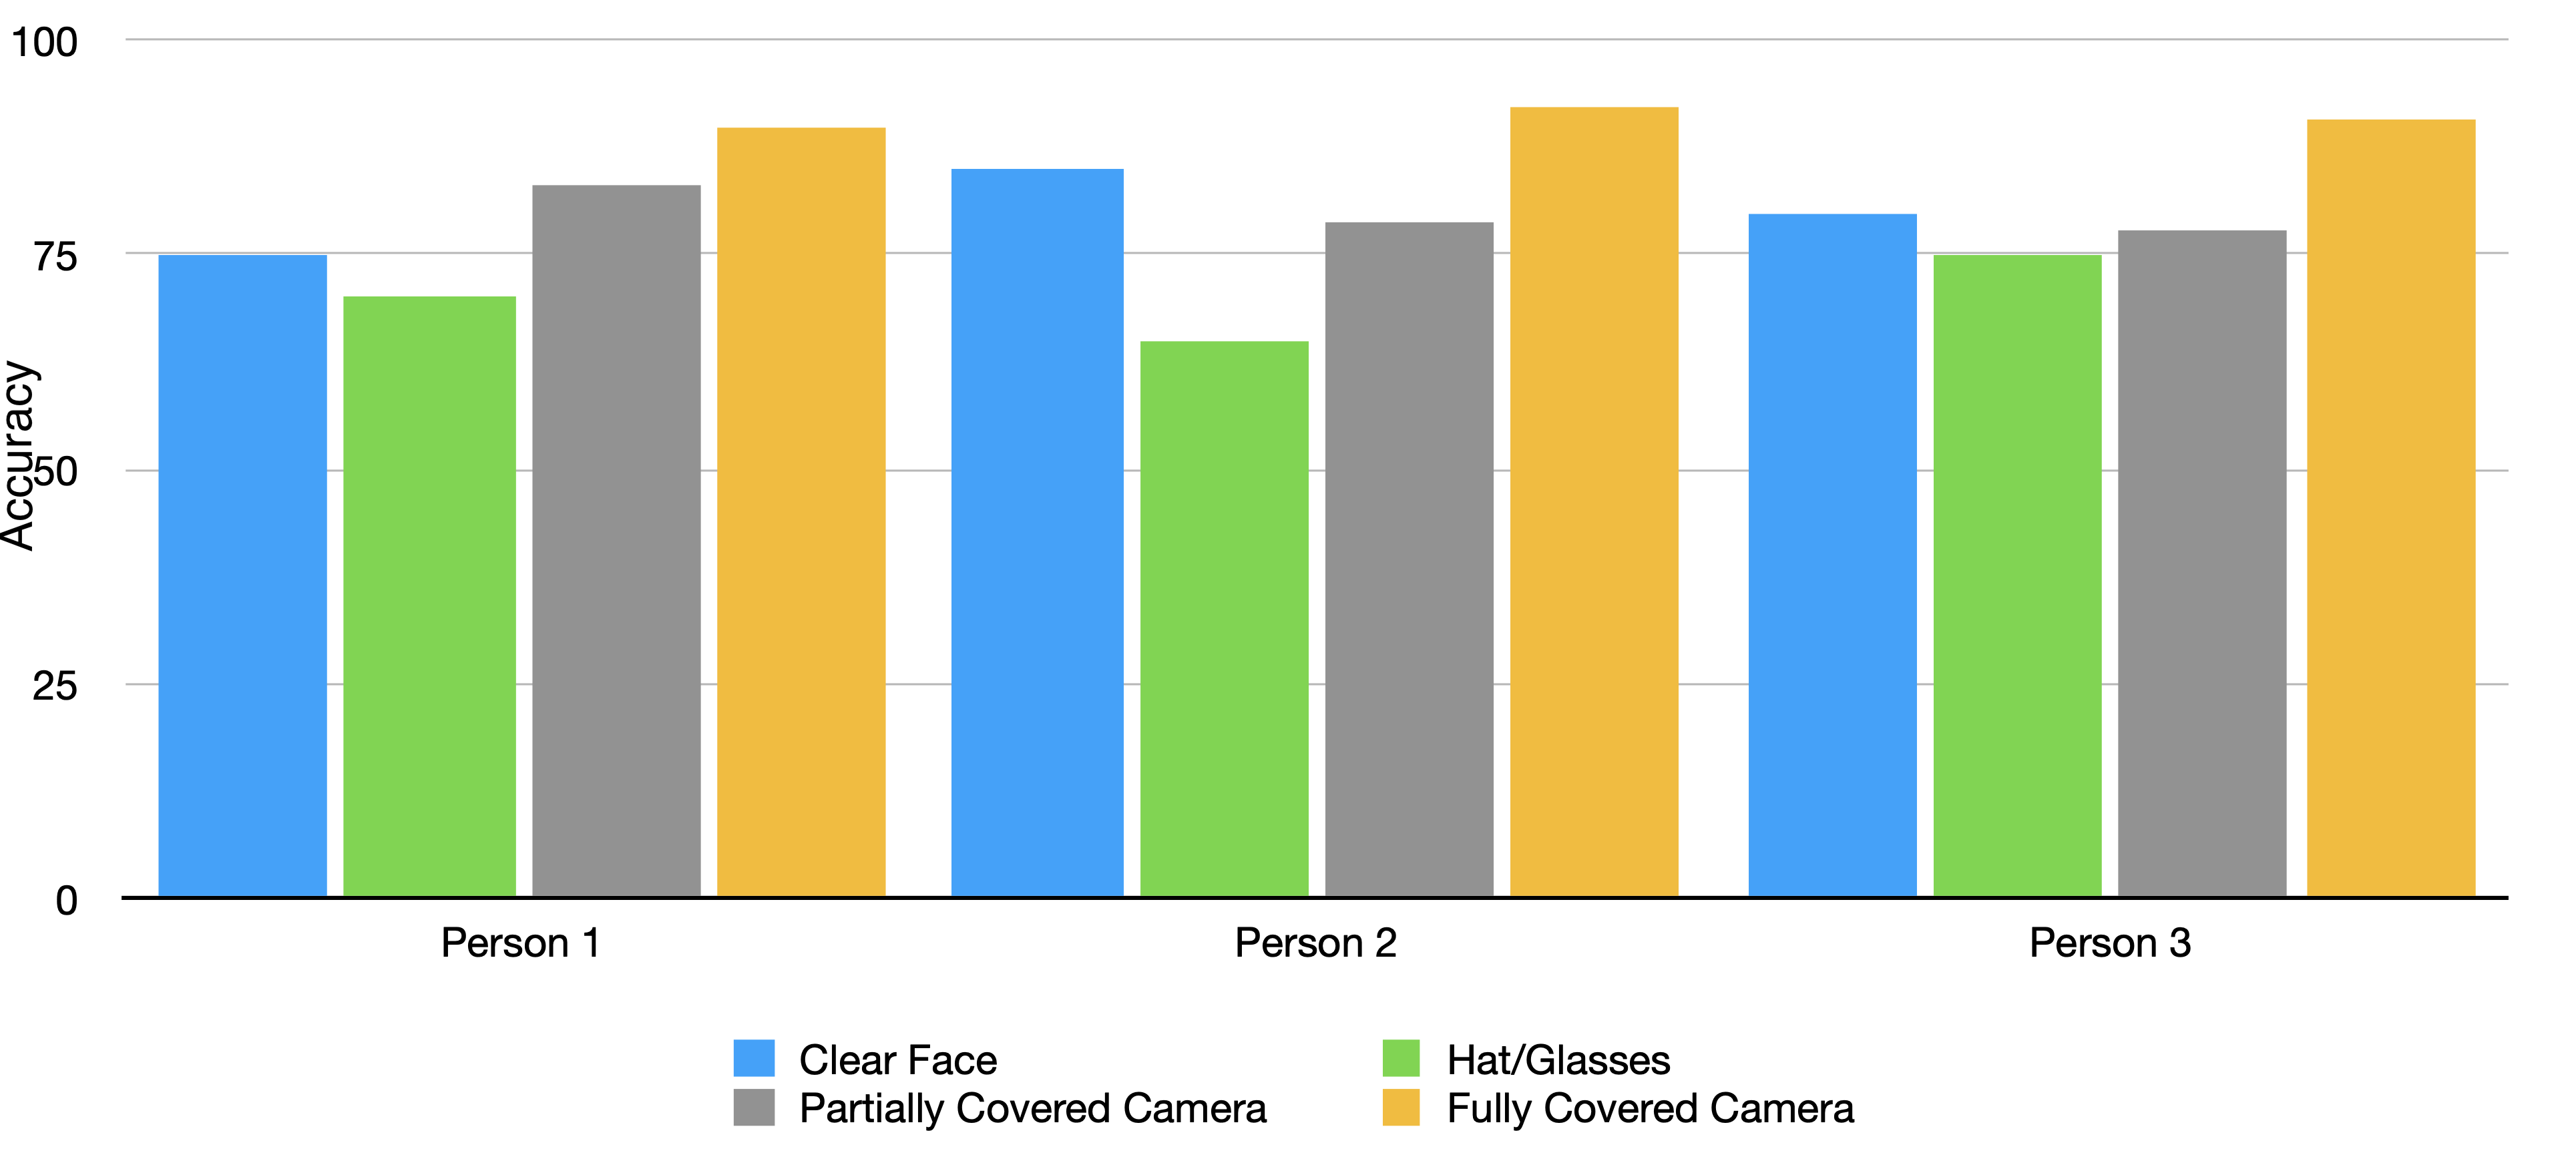 100
75
50
25
0
Accuracy
Person 1 Person 2 Person 3
Clear Face Hat/Glasses
Partially Covered Camera Fully Covered Camera